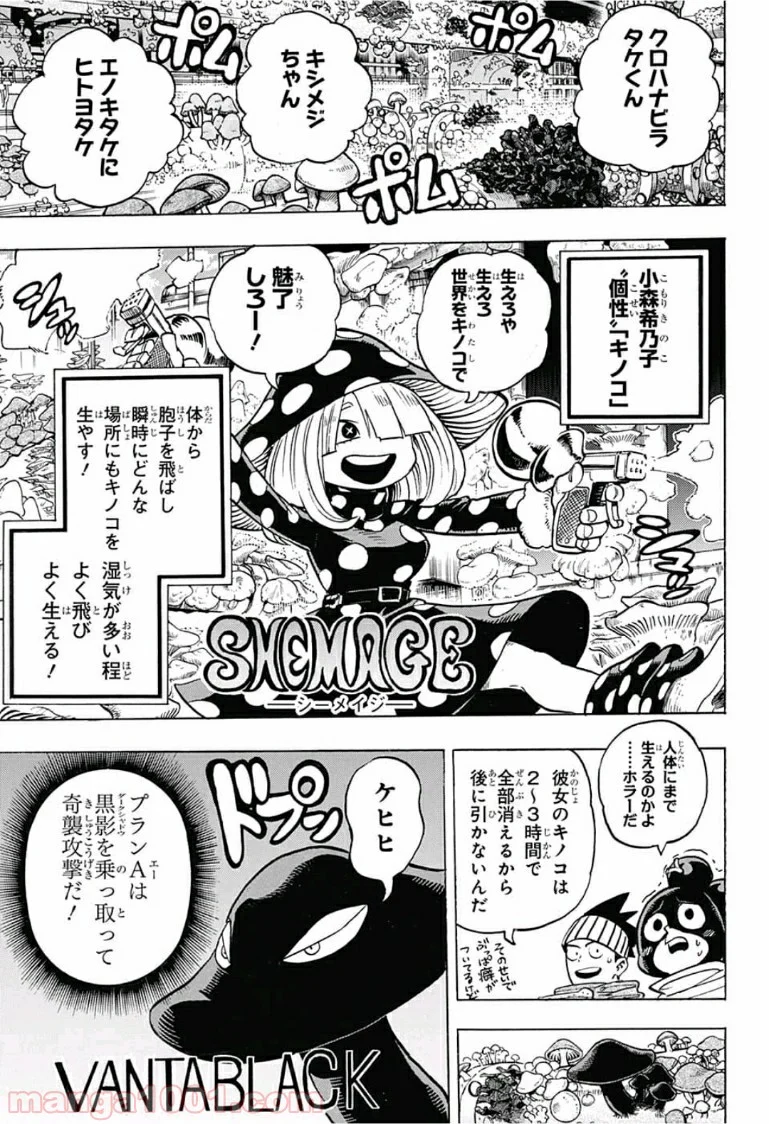 クロハナビラ
タケくん
ポム
キシメジ
ちゃん
ポム
エノキタケに
ヒトヨタケ
ポム
小森希乃子
“個性”「キノコ」
生えろや
生えろ
世界をキノコで
魅了
しろー!
体から
胞子を飛ばし
瞬時にどんな
場所にもキノコを
生やす!
湿気が多い程
よく飛び
よく生える!
SHEMAGE
シーメイジ
人体にまで
生えるのかよ
……ホラーだ
彼女のキノコは
2〜3時間で
全部消えるから
後に引かないんだ
そのせいで
ぶっぱ癖が
ついてるけど
ドプン
ケヒヒ
プランAは
黒影を乗っ取って
奇襲攻撃だ!
VANTABLACK
manga1001.com